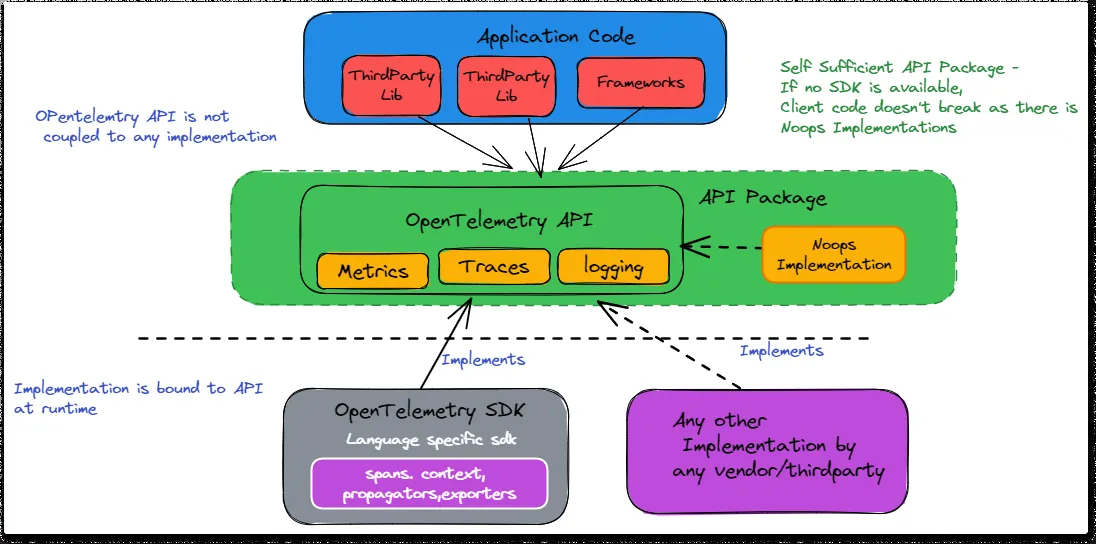 Application Code
ThirdParty
Lib
ThirdParty
Lib
Frameworks
Self Sufficient API Package -
If no SDK is available,
Client code doesn't break as there is
Noops Implementations
OPentelemtry API is not
coupled to any implementation
API Package
OpenTelemetry API
Metrics
Traces
logging
Noops
Implementation
Implements
Implements
Implementation is bound to API
at runtime
OpenTelemetry SDK
Language specific sdk
spans. context,
propagators,exporters
Any other
Implementation by
any vendor/thirdparty